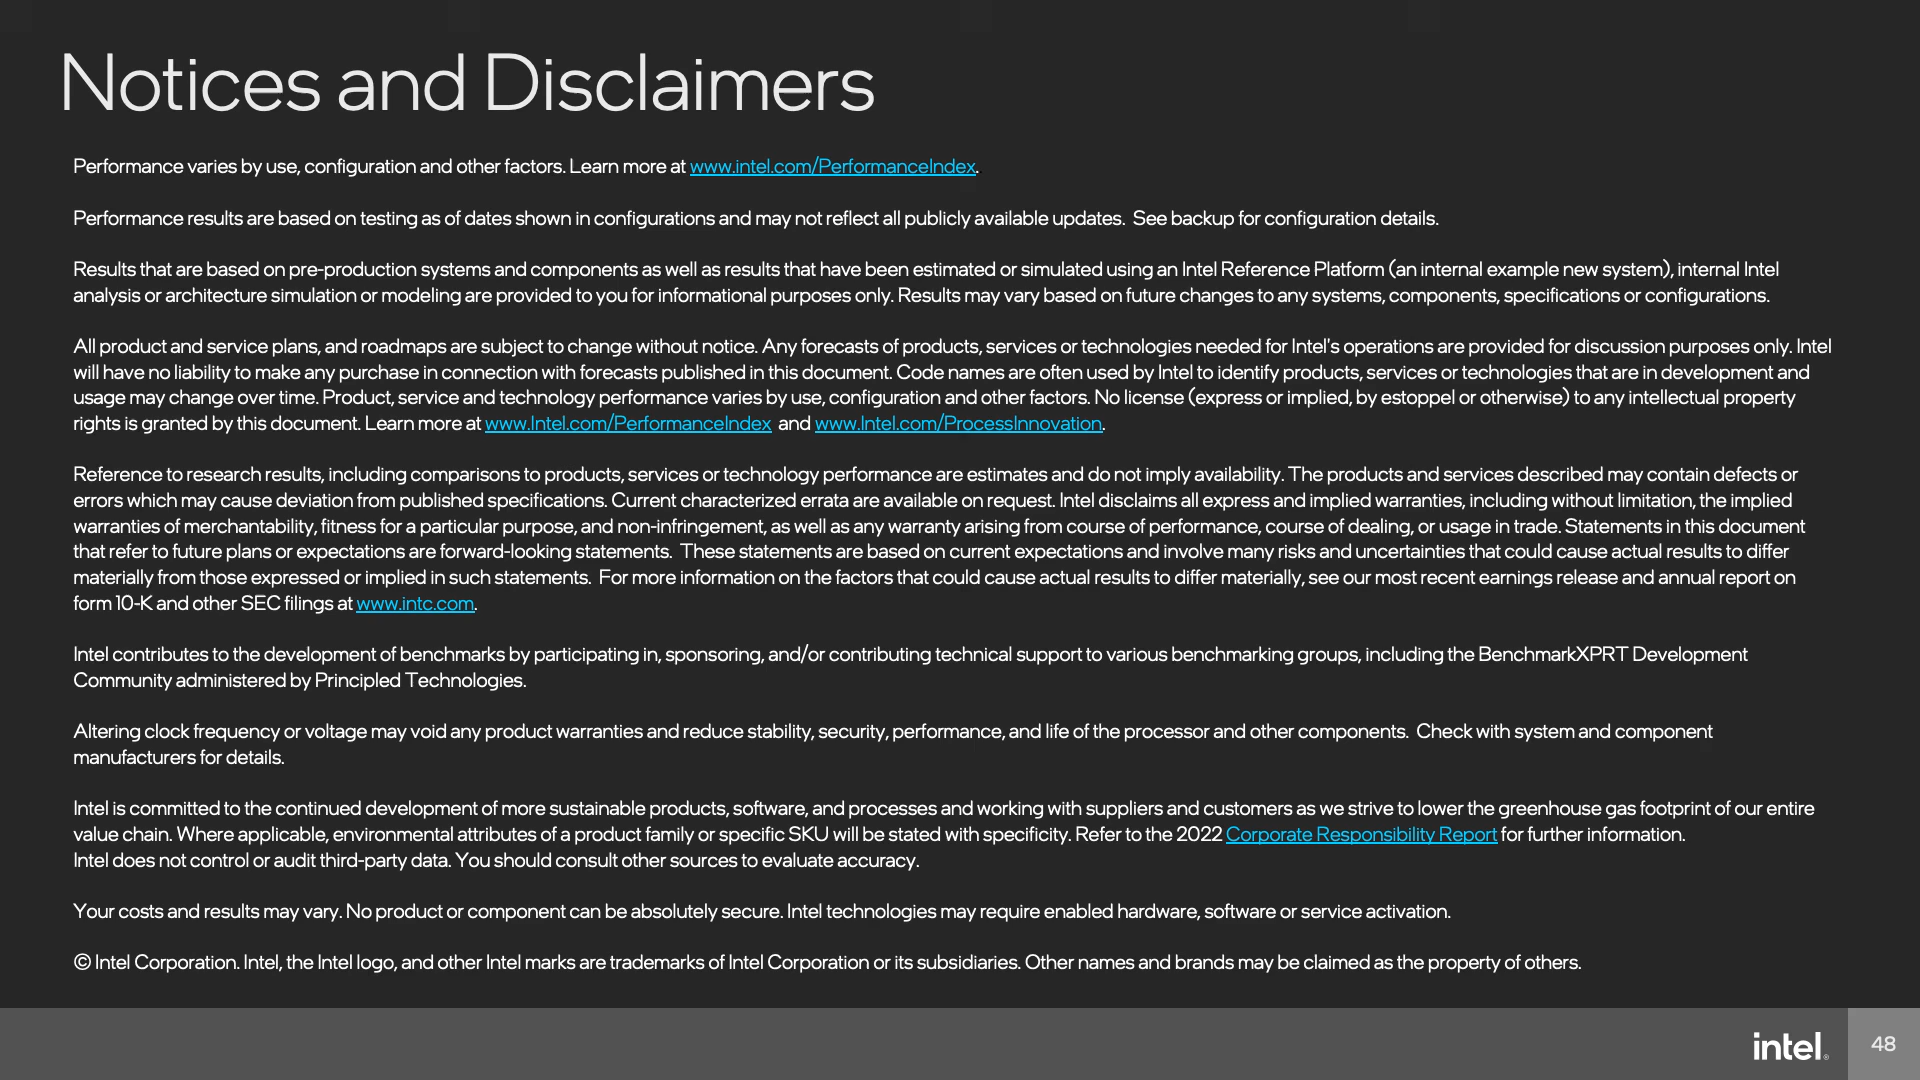 Notices and Disclaimers
Performance varies by use, configuration and other factors. Learn more at www.intel.com/PerformanceIndex.
Performance results are based on testing as of dates shown in configurations and may not reflect all publicly available updates.  See backup for configuration details.
Results that are based on pre-production systems and components as well as results that have been estimated or simulated using an Intel Reference Platform (an internal example new system), internal Intel
analysis or architecture simulation or modeling are provided to you for informational purposes only. Results may vary based on future changes to any systems, components, specifications or configurations.
All product and service plans, and roadmaps are subject to change without notice. Any forecasts of products, services or technologies needed for Intel's operations are provided for discussion purposes only. Intel
will have no liability to make any purchase in connection with forecasts published in this document. Code names are often used by Intel to identify products, services or technologies that are in development and
usage may change over time. Product, service and technology performance varies by use, configuration and other factors. No license (express or implied, by estoppel or otherwise) to any intellectual property
rights is granted by this document. Learn more at www.Intel.com/PerformanceIndex  and www.Intel.com/ProcessInnovation.
Reference to research results, including comparisons to products, services or technology performance are estimates and do not imply availability. The products and services described may contain defects or
errors which may cause deviation from published specifications. Current characterized errata are available on request. Intel disclaims all express and implied warranties, including without limitation, the implied
warranties of merchantability, fitness for a particular purpose, and non-infringement, as well as any warranty arising from course of performance, course of dealing, or usage in trade. Statements in this document
that refer to future plans or expectations are forward-looking statements.  These statements are based on current expectations and involve many risks and uncertainties that could cause actual results to differ
materially from those expressed or implied in such statements.  For more information on the factors that could cause actual results to differ materially, see our most recent earnings release and annual report on
form 10-K and other SEC filings at www.intc.com.
Intel contributes to the development of benchmarks by participating in, sponsoring, and/or contributing technical support to various benchmarking groups, including the BenchmarkXPRT Development
Community administered by Principled Technologies.
Altering clock frequency or voltage may void any product warranties and reduce stability, security, performance, and life of the processor and other components.  Check with system and component
manufacturers for details.
Intel is committed to the continued development of more sustainable products, software, and processes and working with suppliers and customers as we strive to lower the greenhouse gas footprint of our entire
value chain. Where applicable, environmental attributes of a product family or specific SKU will be stated with specificity. Refer to the 2022 Corporate Responsibility Report for further information.
Intel does not control or audit third-party data. You should consult other sources to evaluate accuracy.
Your costs and results may vary. No product or component can be absolutely secure. Intel technologies may require enabled hardware, software or service activation.
© Intel Corporation. Intel, the Intel logo, and other Intel marks are trademarks of Intel Corporation or its subsidiaries. Other names and brands may be claimed as the property of others.
intel®
48